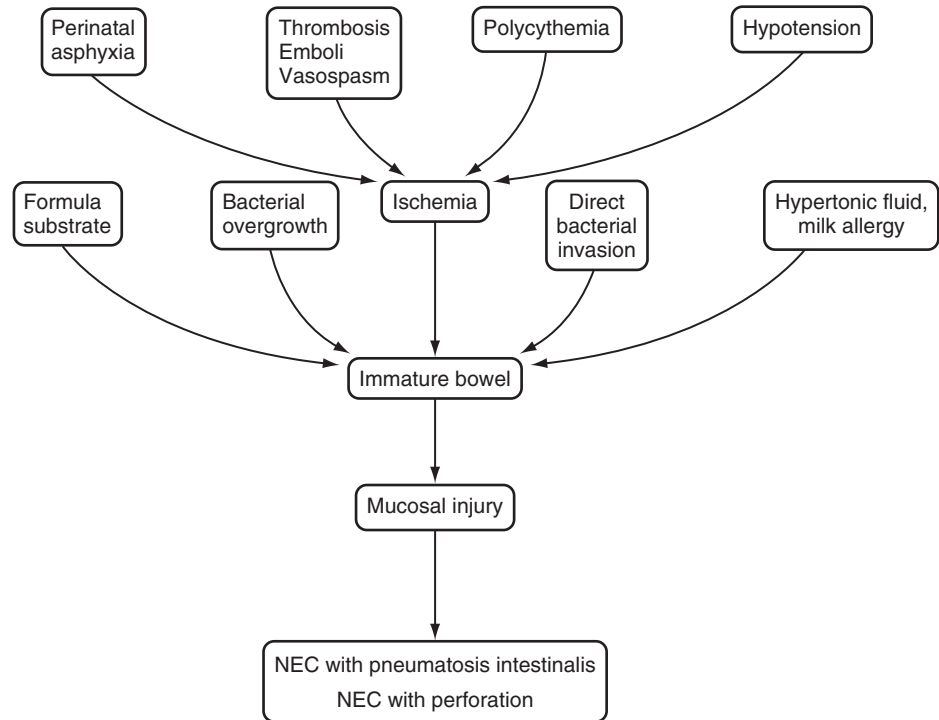 Perinatal
asphyxia
Thrombosis
Emboli
Vasospasm
Polycythemia
Hypotension
Formula
substrate
Bacterial
overgrowth
Ischemia
Direct
bacterial
invasion
Hypertonic fluid,
milk allergy
Immature bowel
Mucosal injury
NEC with pneumatosis intestinalis
NEC with perforation